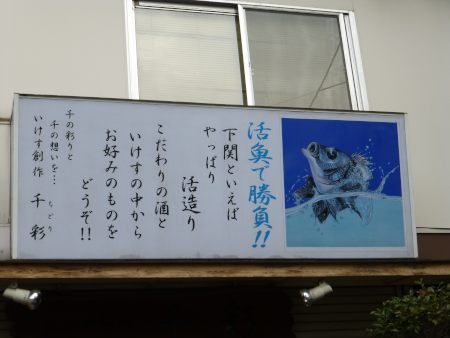 活魚で勝負!!
下関といえば
やっぱり
活造り
こだわりの酒と
いけすの中から
お好みのものを
どうぞ!!
千の彩りと
千の想いを…
いけす創作 千彩
ちどり